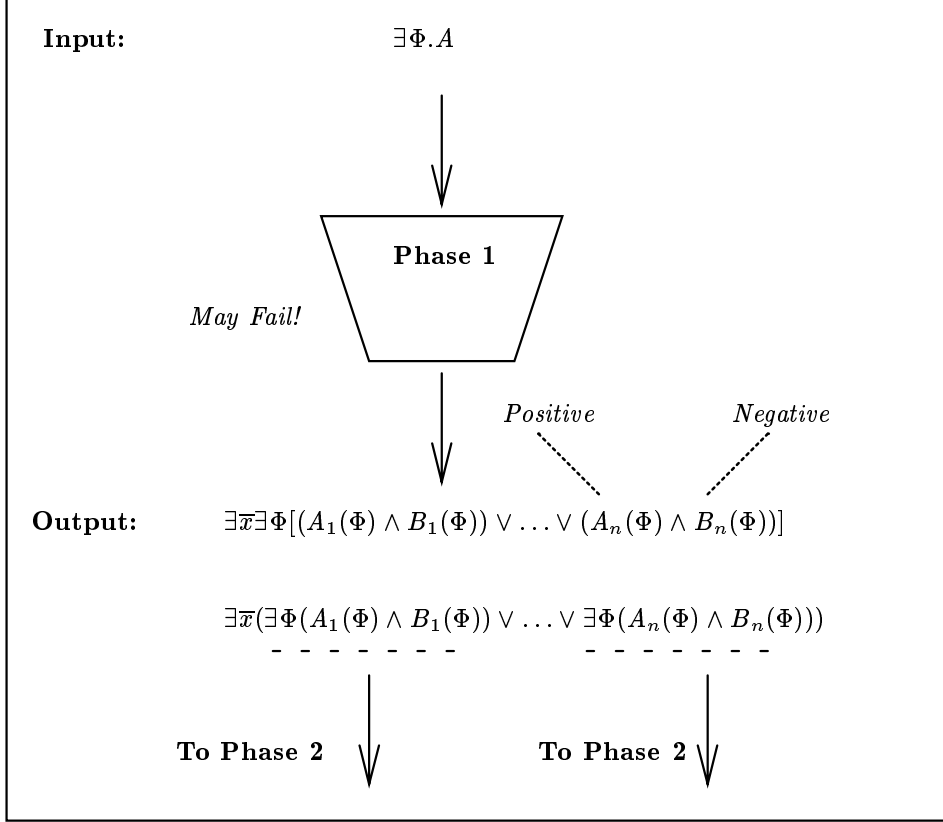 Input: ∃Φ.A
Phase 1
May Fail!
Positive Negative
Output: ∃x̅∃Φ[(A₁(Φ) ∧ B₁(Φ)) ∨ … ∨ (Aₙ(Φ) ∧ Bₙ(Φ))]
∃x̅(∃Φ(A₁(Φ) ∧ B₁(Φ)) ∨ … ∨ ∃Φ(Aₙ(Φ) ∧ Bₙ(Φ)))
To Phase 2 To Phase 2